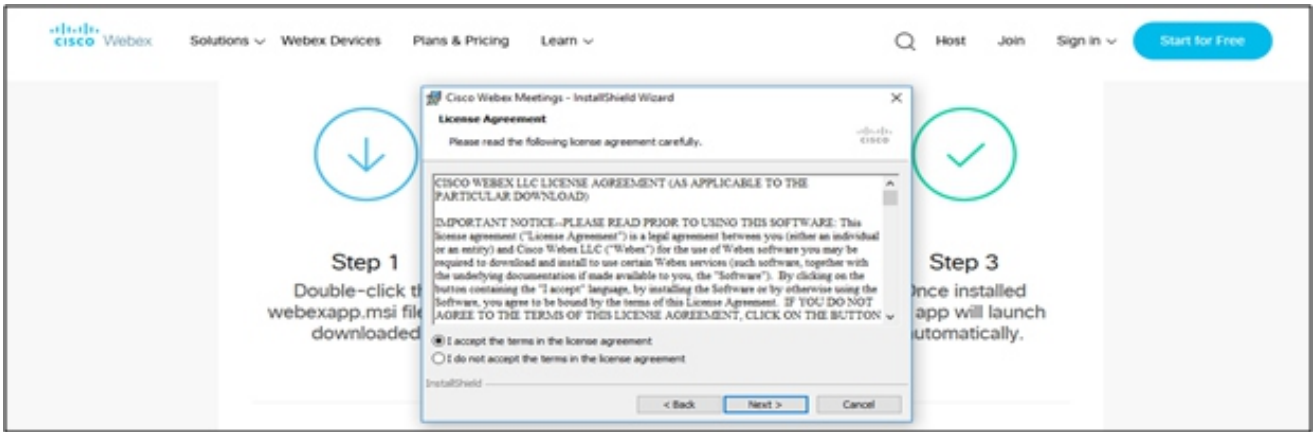 CISCO Webex Solutions Webex Devices Plans & Pricing Learn Host Join Sign in Start for Free
Cisco Webex Meetings - InstallShield Wizard
License Agreement
Please read the following license agreement carefully.
CISCO
CISCO WEBEX LLC LICENSE AGREEMENT (AS APPLICABLE TO THE
PARTICULAR DOWNLOAD)
IMPORTANT NOTICE--PLEASE READ PRIOR TO USING THIS SOFTWARE: This
license agreement ("License Agreement") is a legal agreement between you (either an individual
or an entity) and Cisco Webex LLC ("Webex") for the use of Webex software you may be
required to download and install to use certain Webex services (such software, together with
the underlying documentation if made available to you, the "Software"). By clicking on the
button containing the "I accept" language, by installing the Software or by otherwise using the
Software, you agree to be bound by the terms of this License Agreement. IF YOU DO NOT
AGREE TO THE TERMS OF THIS LICENSE AGREEMENT, CLICK ON THE BUTTON
I accept the terms in the license agreement
I do not accept the terms in the license agreement
InstallShield
< Back Next > Cancel
Step 1
Double-click
webexapp.msi
downloaded
Step 3
installed
app will launch